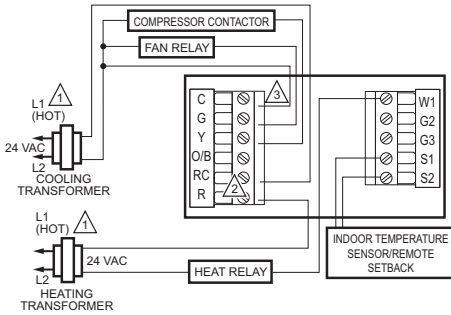 COMPRESSOR CONTACTOR
FAN RELAY
L1
(HOT)
1
24 VAC
L2
COOLING
TRANSFORMER
3
C
G
Y
O/B
RC
R
2
W1
G2
G3
S1
S2
L1
(HOT)
1
24 VAC
L2
HEATING
TRANSFORMER
HEAT RELAY
INDOOR TEMPERATURE
SENSOR/REMOTE
SETBACK